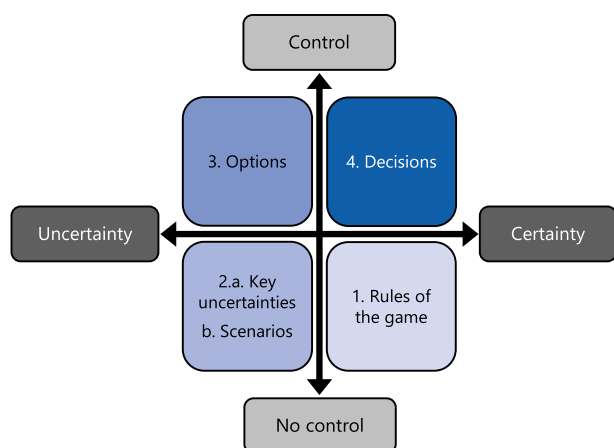 Control
3. Options
4. Decisions
Uncertainty
Certainty
2.a. Key
uncertainties
b. Scenarios
1. Rules of
the game
No control